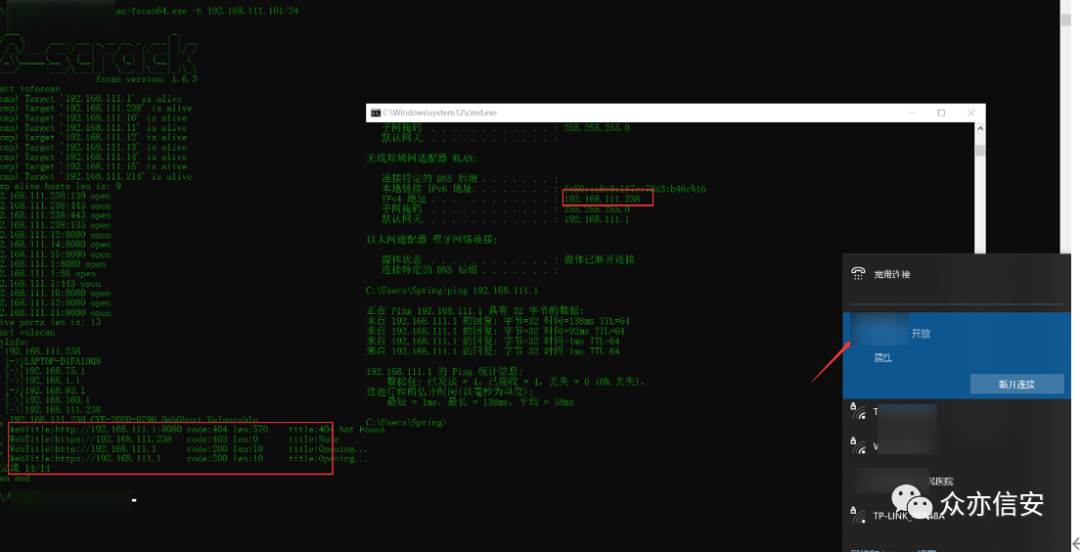 an>fscan64.exe -h 192.168.111.101/24
fscan version: 1.6.3
art infoscan
cmp) Target '192.168.111.1' is alive
cmp) Target '192.168.111.238' is alive
cmp) Target '192.168.111.10' is alive
cmp) Target '192.168.111.11' is alive
cmp) Target '192.168.111.12' is alive
cmp) Target '192.168.111.13' is alive
cmp) Target '192.168.111.14' is alive
cmp) Target '192.168.111.15' is alive
cmp) Target '192.168.111.214' is alive
mp alive hosts len is: 9
2.168.111.238:139 open
2.168.111.238:445 open
2.168.111.238:443 open
2.168.111.238:135 open
2.168.111.13:8080 open
2.168.111.14:8080 open
2.168.111.15:8080 open
2.168.111.1:8080 open
2.168.111.1:80 open
2.168.111.1:443 open
2.168.111.10:8080 open
2.168.111.12:8080 open
2.168.111.11:8080 open
ive ports len is: 13
art vulscan
tInfo:
]192.168.111.238
[->]LAPTOP-D1FA1HQ8
[->]192.168.75.1
[->]192.168.1.1
[->]192.168.93.1
[->]192.168.160.1
[->]192.168.111.238
192.168.111.238 CVE-2020-0796 SmbGhost Vulnerable
WebTitle:http://192.168.111.1:8080 code:404 len:570 title:404 Not Found
WebTitle:https://192.168.111.238 code:403 len:0 title:None
WebTitle:http://192.168.111.1 code:200 len:10 title:Opening...
WebTitle:https://192.168.111.1 code:200 len:10 title:Opening...
成 14/14
an end
C:\Windows\system32\cmd.exe
子网掩码 . . . . . . . . . . . . : 255.255.255.0
默认网关. . . . . . . . . . . . . :
无线局域网适配器 WLAN:
连接特定的 DNS 后缀 . . . . . . . :
本地链接 IPv6 地址. . . . . . . . :
IPv4 地址 . . . . . . . . . . . . : 192.168.111.238
子网掩码 . . . . . . . . . . . . : 255.255.255.0
默认网关. . . . . . . . . . . . . : 192.168.111.1
以太网适配器 蓝牙网络连接:
媒体状态 . . . . . . . . . . . . : 媒体已断开连接
连接特定的 DNS 后缀 . . . . . . . :
C:\Users\Spring>ping 192.168.111.1
正在 Ping 192.168.111.1 具有 32 字节的数据:
来自 192.168.111.1 的回复: 字节=32 时间=138ms TTL=64
来自 192.168.111.1 的回复: 字节=32 时间=92ms TTL=64
来自 192.168.111.1 的回复: 字节=32 时间=1ms TTL=64
来自 192.168.111.1 的回复: 字节=32 时间=1ms TTL=64
192.168.111.1 的 Ping 统计信息:
数据包: 已发送 = 4，已接收 = 4，丢失 = 0 (0% 丢失)，
往返行程的估计时间(以毫秒为单位):
最短 = 1ms，最长 = 138ms，平均 = 58ms
C:\Users\Spring>
宽带连接
开放
属性
断开连接
民医院
TP-LINK
众亦信安